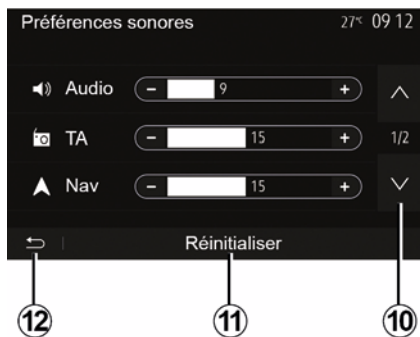 Préférences sonores 27°C 09 12
Audio - 9 +
TA - 15 + 1/2
Nav - 15 +
Réinitialiser
12 11 10